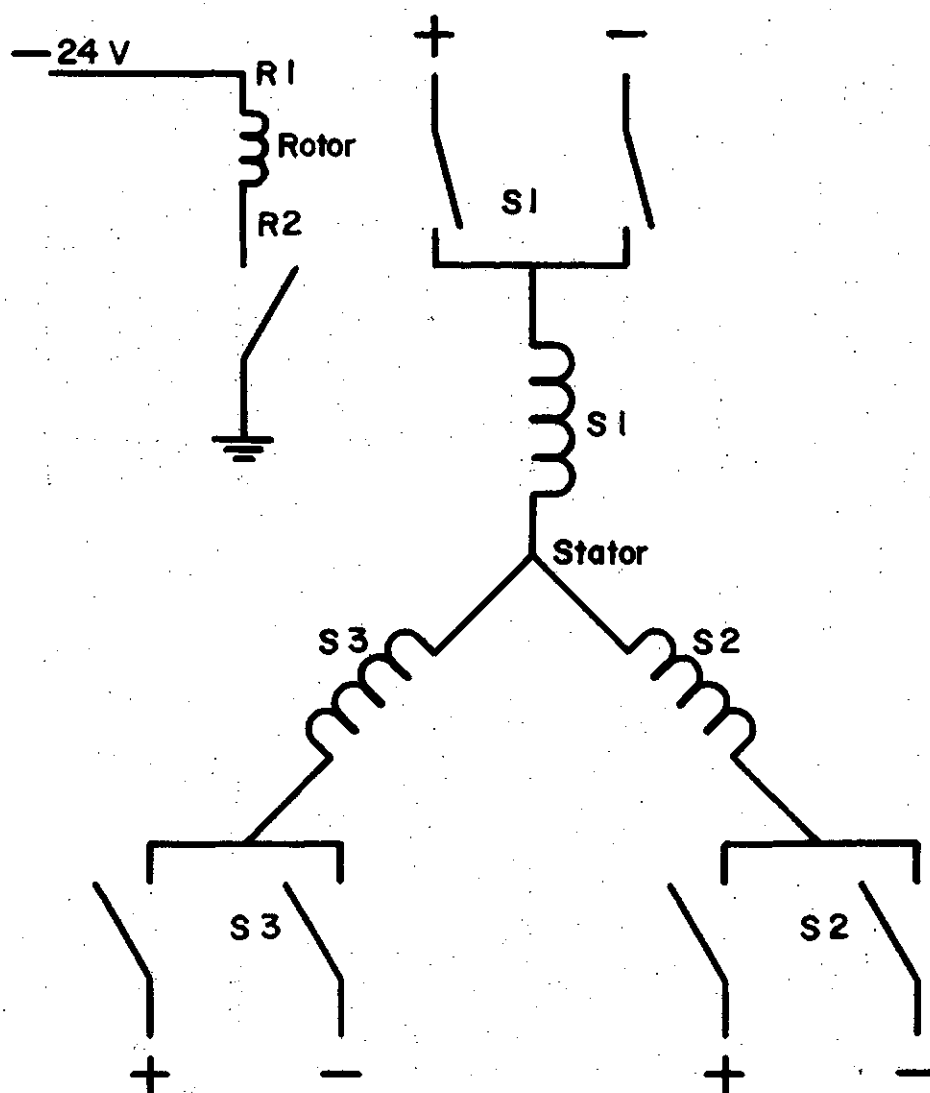 + −
− 24 V
R1
Rotor
S1
R2
S1
Stator
S3
S2
S3
S2
+ − + −